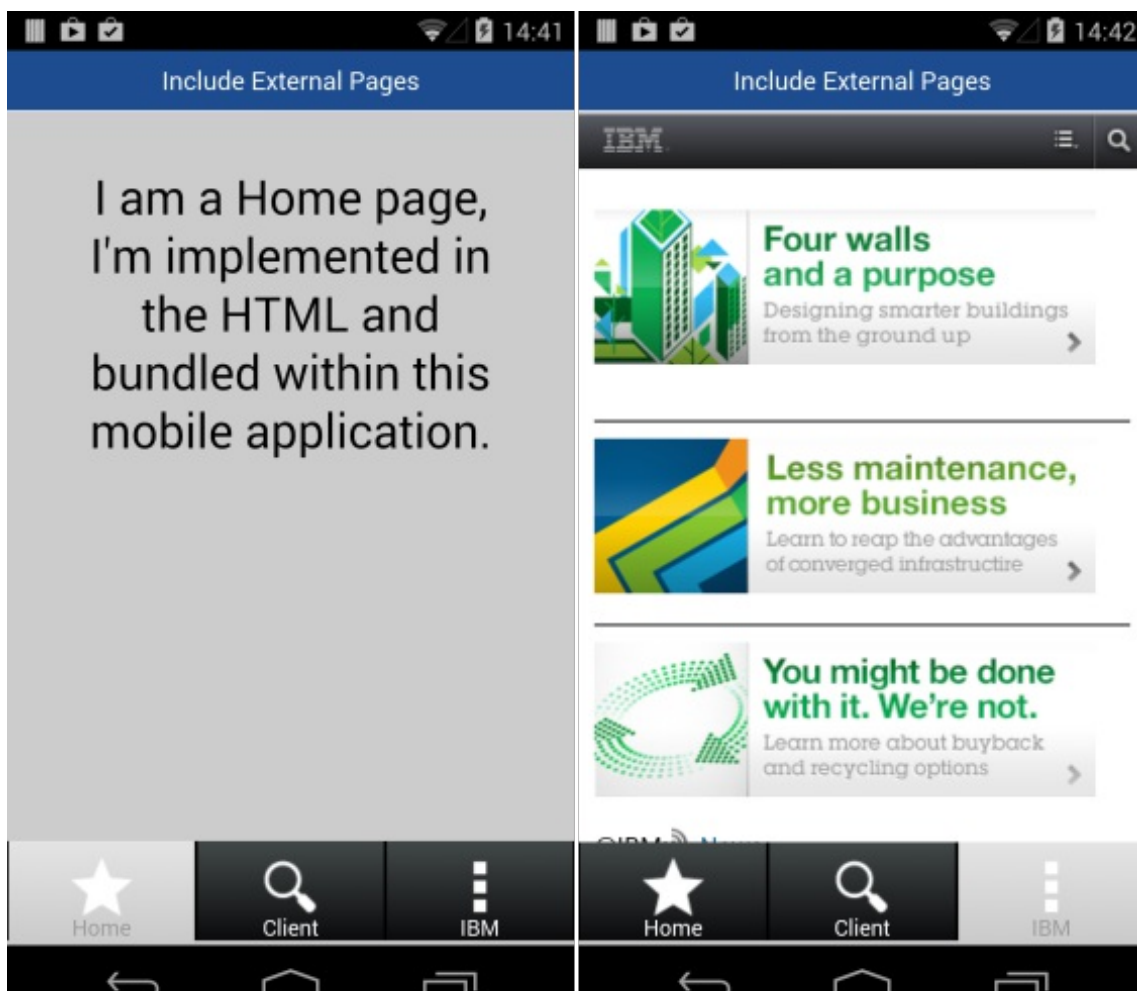 14:41
Include External Pages
I am a Home page,
I'm implemented in
the HTML and
bundled within this
mobile application.
Home
Client
IBM
14:42
Include External Pages
IBM
Four walls
and a purpose
Designing smarter buildings
from the ground up
Less maintenance,
more business
Learn to reap the advantages
of converged infrastructire
You might be done
with it. We're not.
Learn more about buyback
and recycling options
Home
Client
IBM